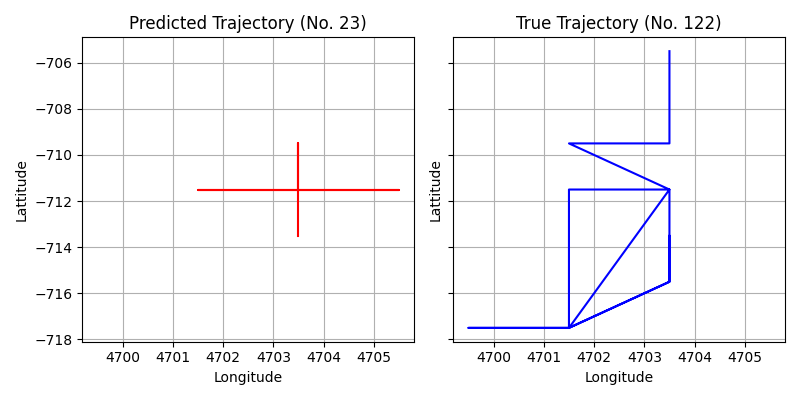 Predicted Trajectory (No. 23)
True Trajectory (No. 122)
−706
−708
−710
−712
−714
−716
−718
Lattitude
Lattitude
4700 4701 4702 4703 4704 4705
4700 4701 4702 4703 4704 4705
Longitude
Longitude